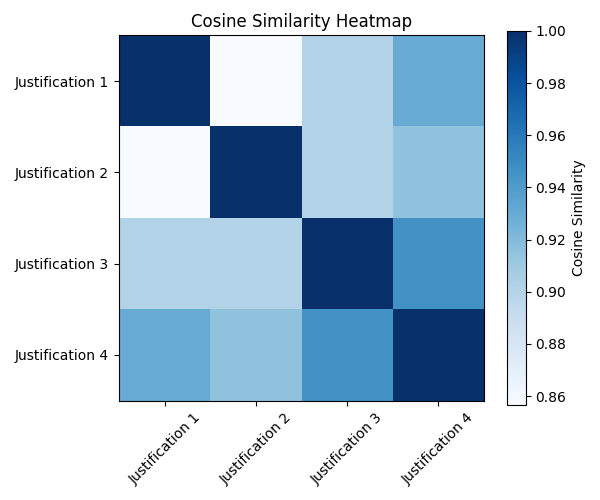 Cosine Similarity Heatmap
Justification 1
Justification 2
Justification 3
Justification 4
Justification 1
Justification 2
Justification 3
Justification 4
1.00
0.98
0.96
0.94
0.92
0.90
0.88
0.86
Cosine Similarity